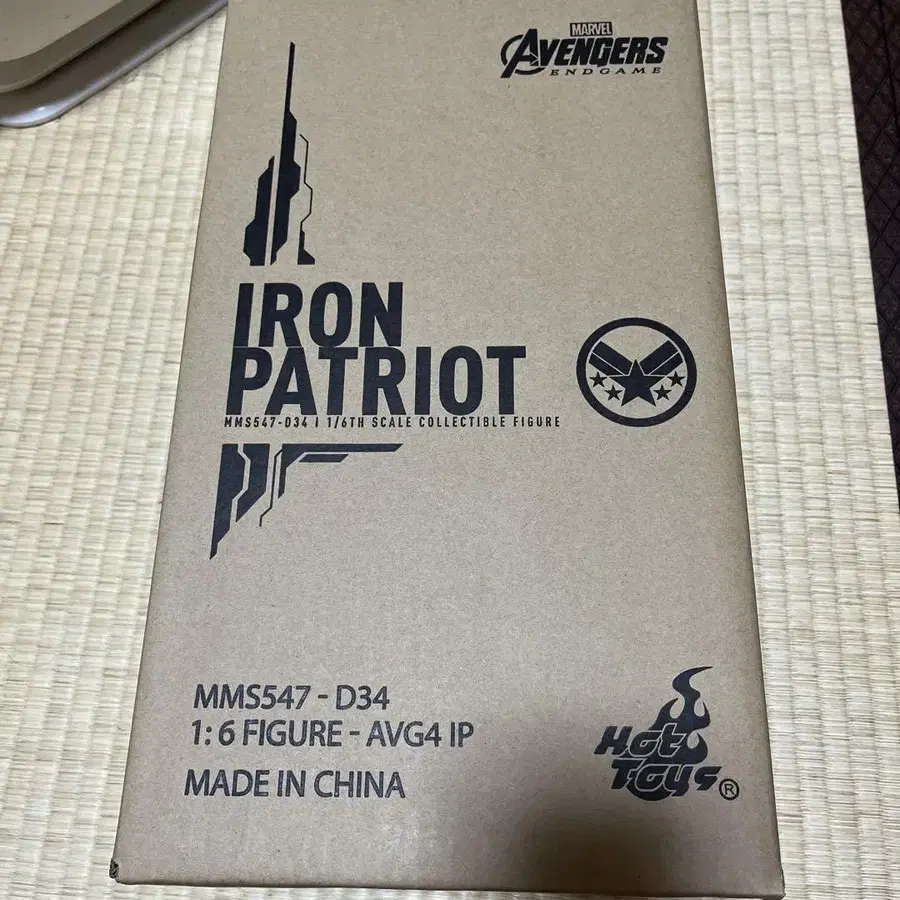 MARVEL
AVENGERS
ENDGAME
IRON
PATRIOT
MMS547-D34 | 1/6TH SCALE COLLECTIBLE FIGURE
MMS547 - D34
1: 6 FIGURE - AVG4 IP
MADE IN CHINA
Hot
Toys®